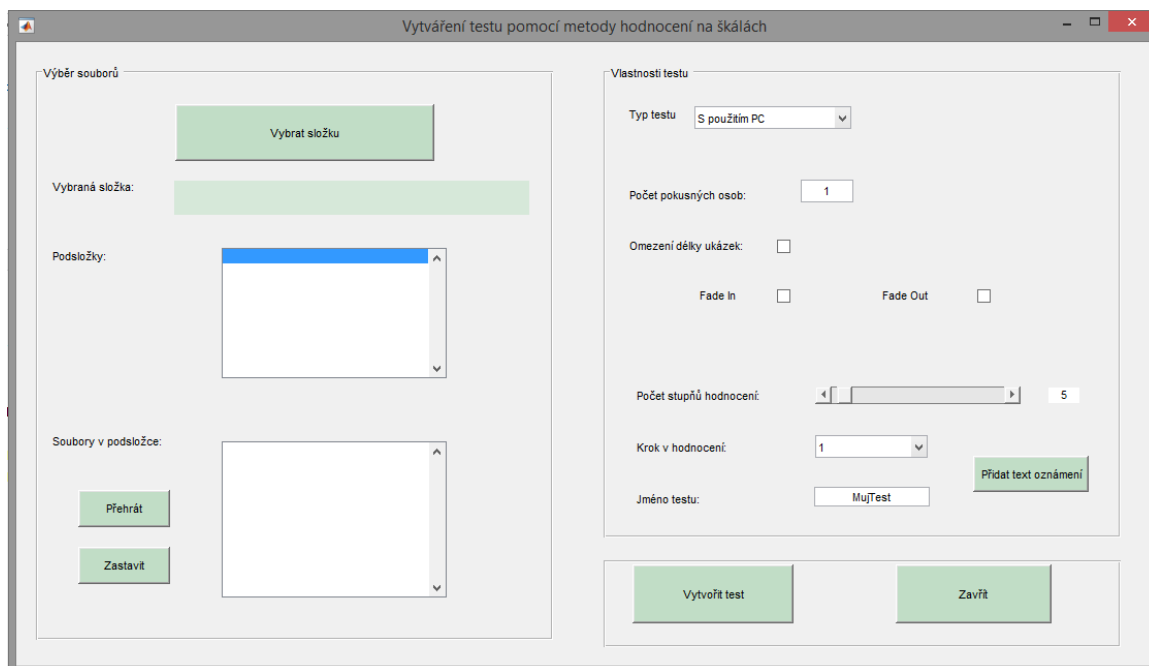 Vytváření testu pomocí metody hodnocení na škálách
Výběr souborů
Vybrat složku
Vybraná složka:
Podsložky:
Soubory v podsložce:
Přehrát
Zastavit
Vlastnosti testu
Typ testu S použitím PC
Počet pokusných osob: 1
Omezení délky ukázek:
Fade In Fade Out
Počet stupňů hodnocení: 5
Krok v hodnocení: 1
Přidat text oznámení
Jméno testu: MujTest
Vytvořit test Zavřít